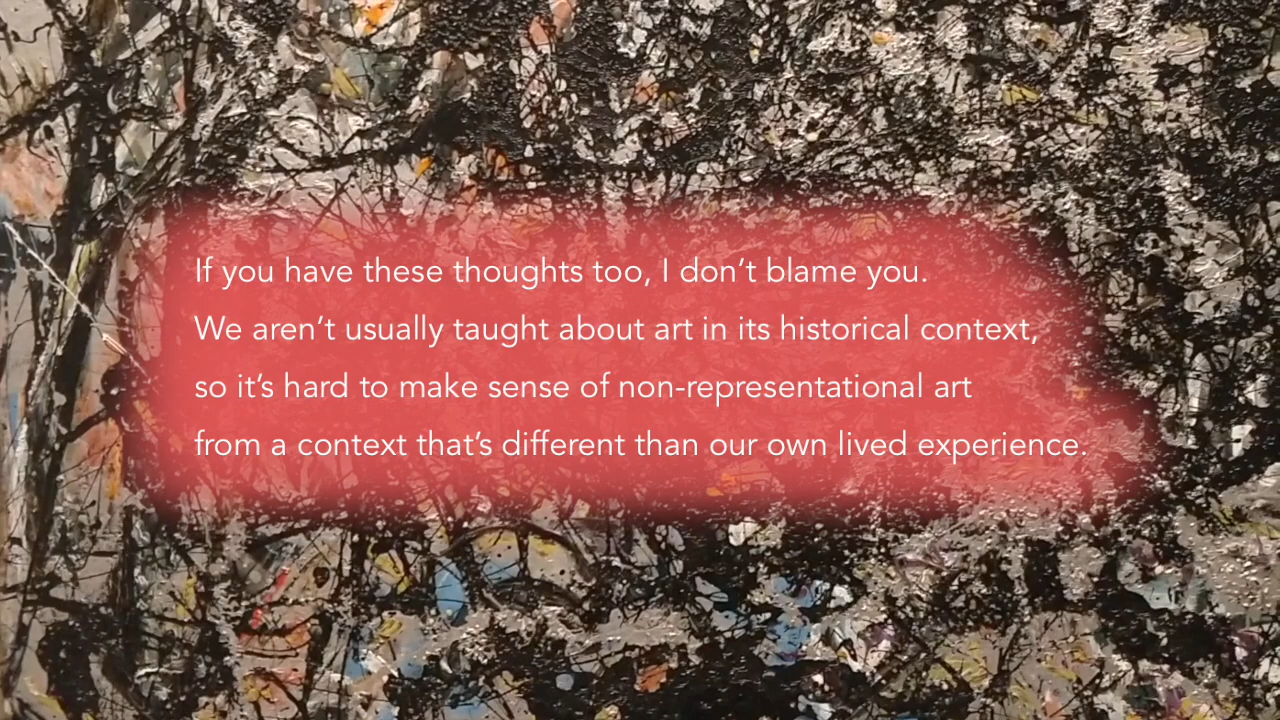 If you have these thoughts too, I don’t blame you.
We aren’t usually taught about art in its historical context,
so it’s hard to make sense of non-representational art
from a context that’s different than our own lived experience.